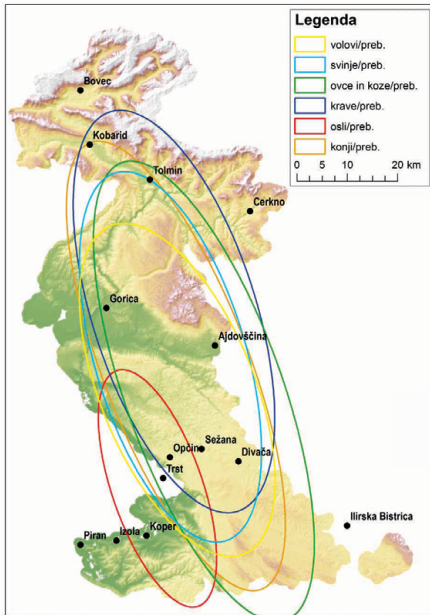 Legenda
volovi/preb.
svinje/preb.
ovce in koze/preb.
krave/preb.
osli/preb.
konji/preb.
0 10 20 km
Bovec
Kobarid
Tolmin
Cerkno
Gorica
Ajdovščina
Sežana
Opčine
Divača
Trst
Ilirska Bistrica
Koper
Izola
Piran